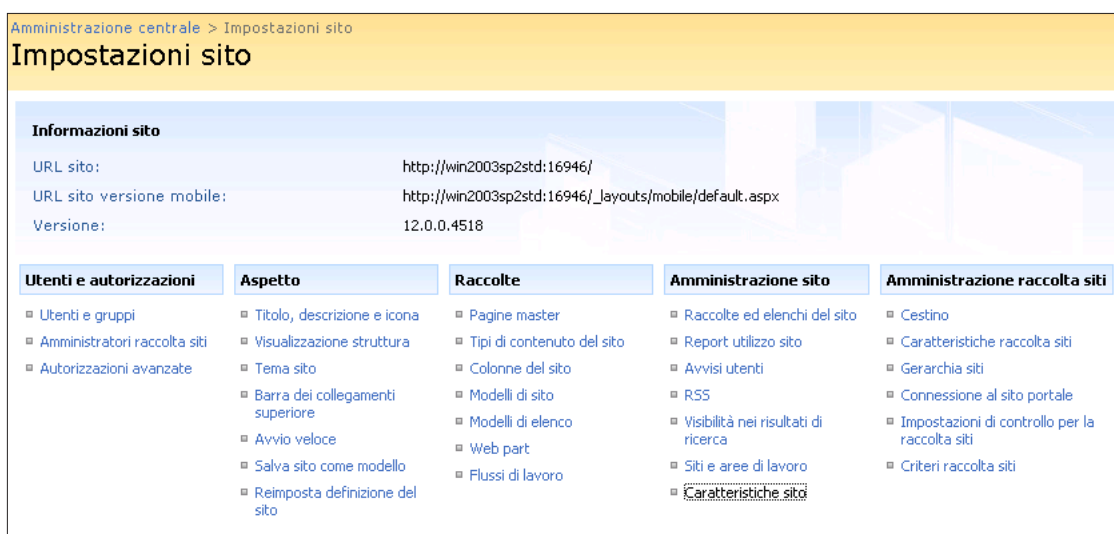 Amministrazione centrale > Impostazioni sito
Impostazioni sito
Informazioni sito
URL sito: http://win2003sp2std:16946/
URL sito versione mobile: http://win2003sp2std:16946/_layouts/mobile/default.aspx
Versione: 12.0.0.4518
Utenti e autorizzazioni
Utenti e gruppi
Amministratori raccolta siti
Autorizzazioni avanzate
Aspetto
Titolo, descrizione e icona
Visualizzazione struttura
Tema sito
Barra dei collegamenti
superiore
Avvio veloce
Salva sito come modello
Reimposta definizione del
sito
Raccolte
Pagine master
Tipi di contenuto del sito
Colonne del sito
Modelli di sito
Modelli di elenco
Web part
Flussi di lavoro
Amministrazione sito
Raccolte ed elenchi del sito
Report utilizzo sito
Avvisi utenti
RSS
Visibilità nei risultati di
ricerca
Siti e aree di lavoro
Caratteristiche sito
Amministrazione raccolta siti
Cestino
Caratteristiche raccolta siti
Gerarchia siti
Connessione al sito portale
Impostazioni di controllo per la
raccolta siti
Criteri raccolta siti